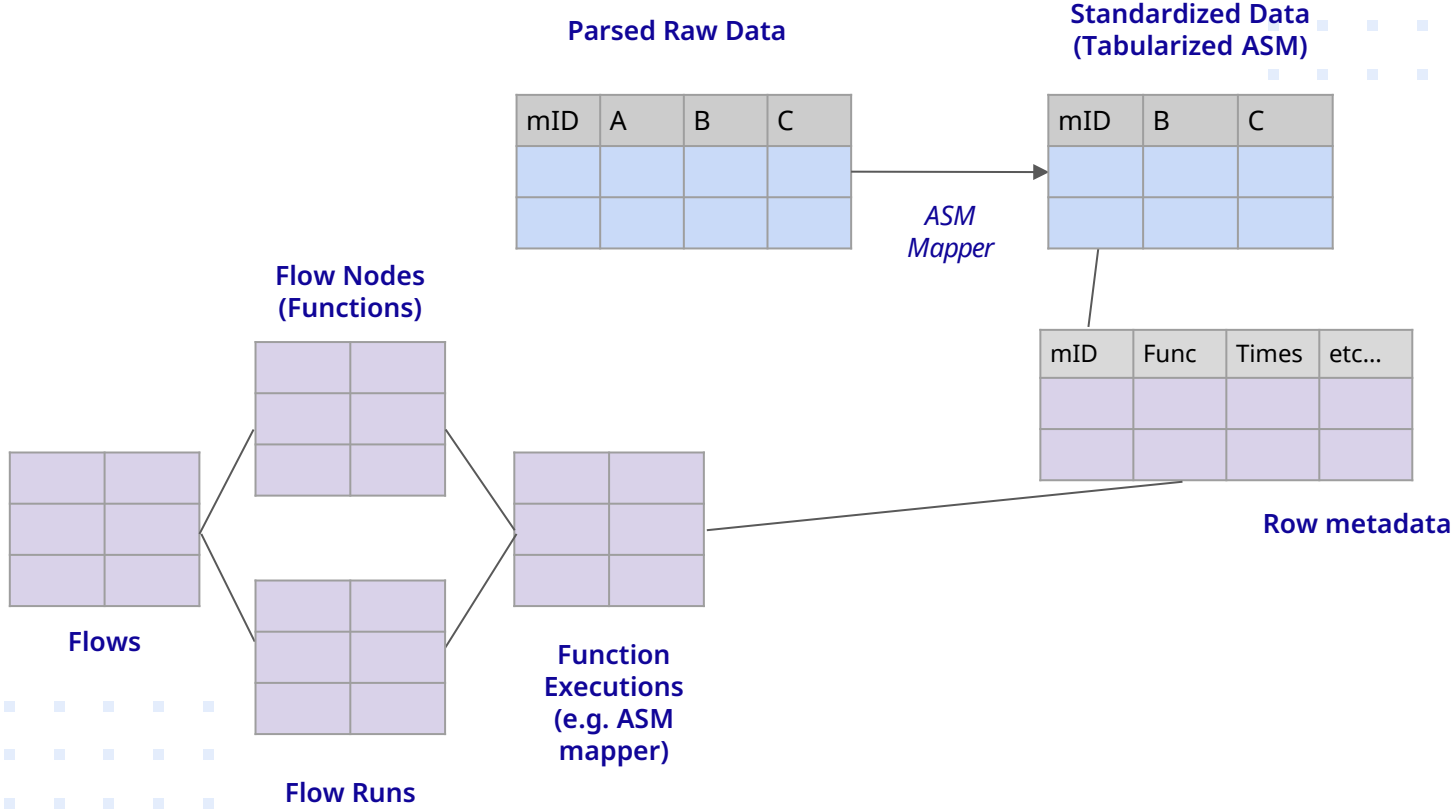 Parsed Raw Data
Standardized Data
(Tabularized ASM)
mID A B C
mID B C
ASM
Mapper
Flow Nodes
(Functions)
mID Func Times etc...
Row metadata
Flows
Function
Executions
(e.g. ASM
mapper)
Flow Runs